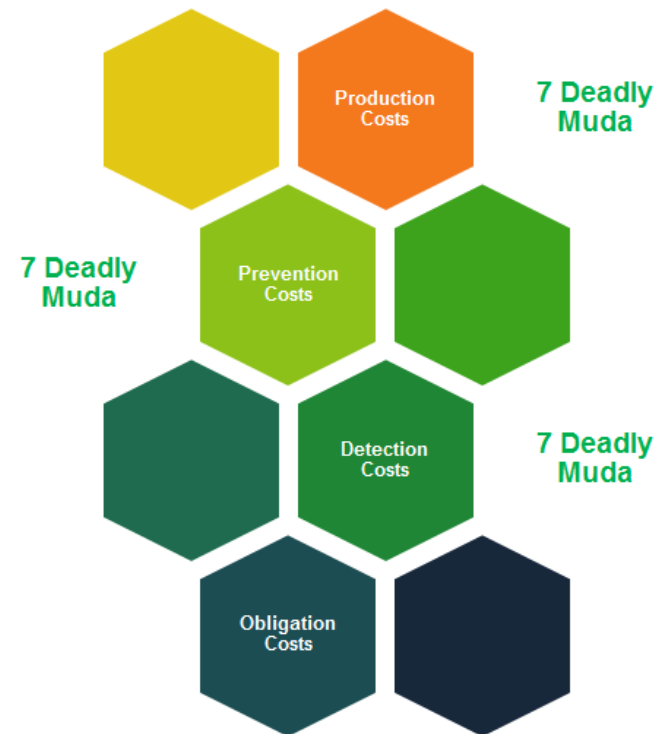 Production
Costs
7 Deadly
Muda
7 Deadly
Muda
Prevention
Costs
Detection
Costs
7 Deadly
Muda
Obligation
Costs